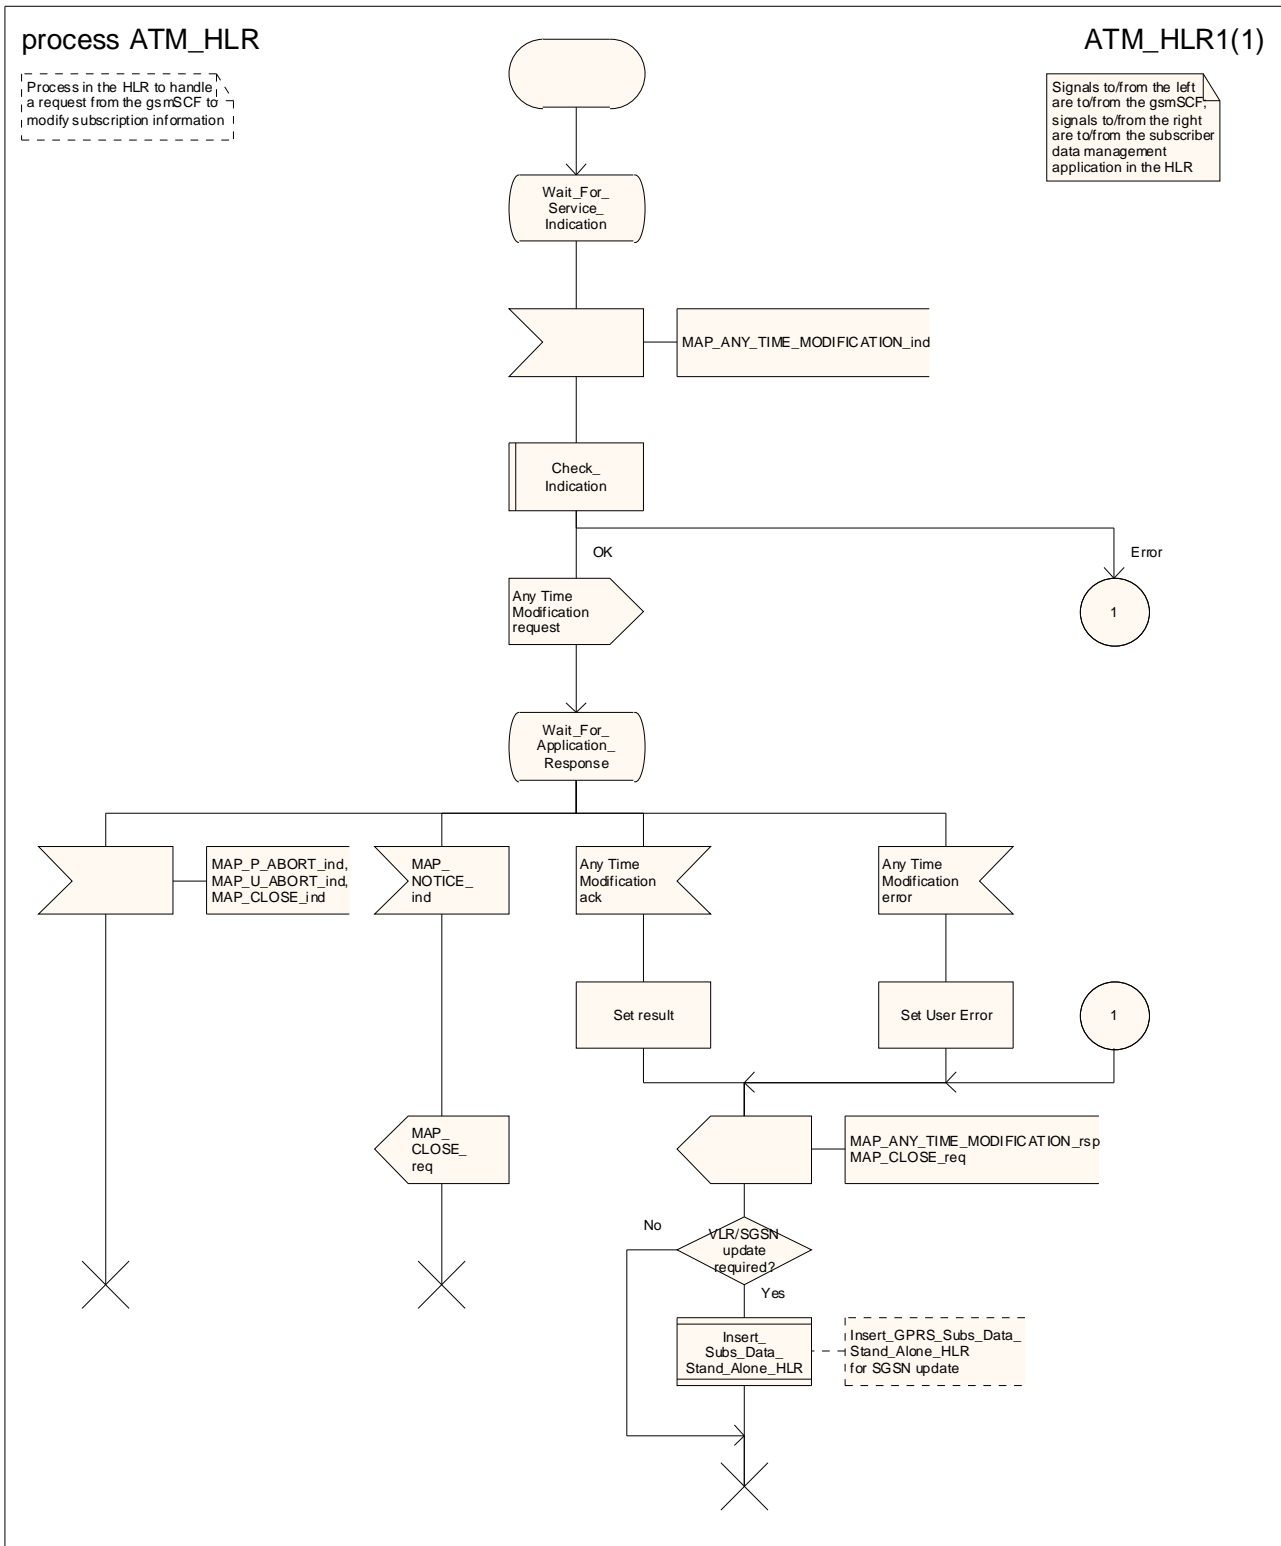 process ATM_HLR
ATM_HLR1(1)
Process in the HLR to handle
a request from the gsmSCF to
modify subscription information
Signals to/from the left
are to/from the gsmSCF;
signals to/from the right
are to/from the subscriber
data management
application in the HLR
Wait_For_
Service_
Indication
MAP_ANY_TIME_MODIFICATION_ind
Check_
Indication
OK
Error
Any Time
Modification
request
1
Wait_For_
Application_
Response
MAP_P_ABORT_ind,
MAP_U_ABORT_ind,
MAP_CLOSE_ind
MAP_
NOTICE_
ind
Any Time
Modification
ack
Any Time
Modification
error
Set result
Set User Error
1
MAP_
CLOSE_
req
MAP_ANY_TIME_MODIFICATION_rsp
MAP_CLOSE_req
No
VLR/SGSN
update
required?
Yes
Insert_
Subs_Data_
Stand_Alone_HLR
Insert_GPRS_Subs_Data_
Stand_Alone_HLR
for SGSN update